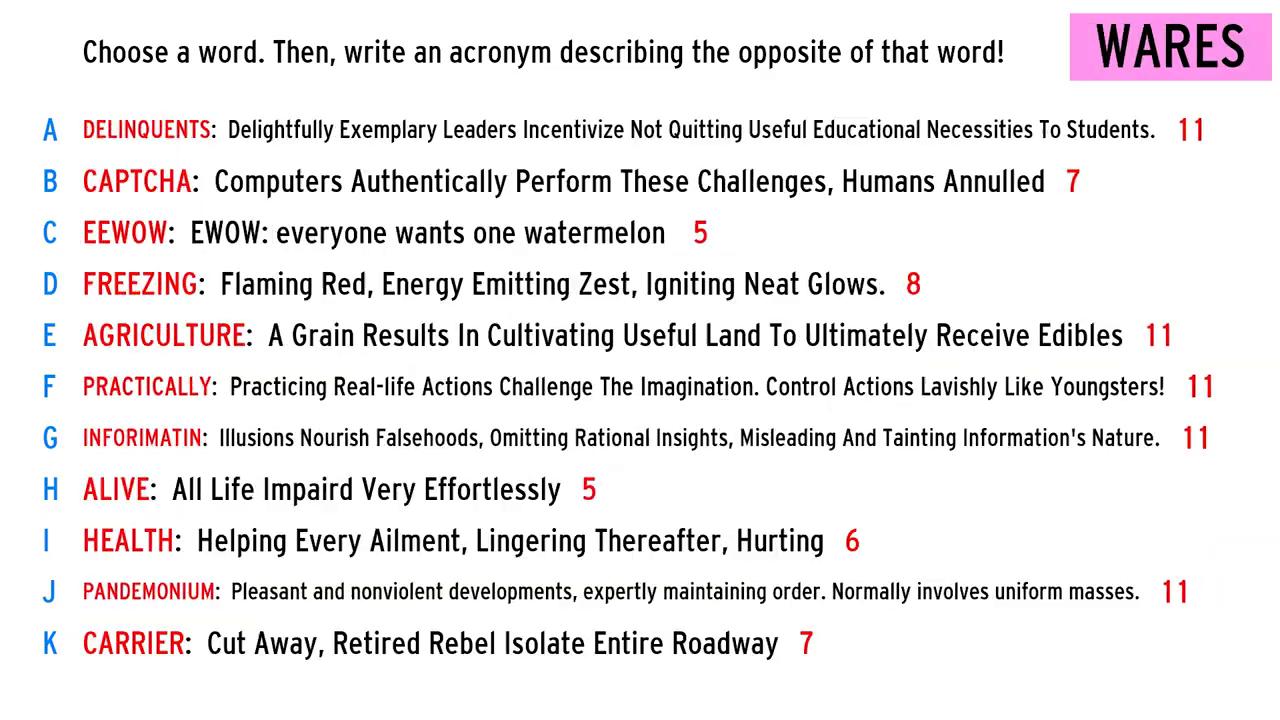 Choose a word. Then, write an acronym describing the opposite of that word!
WARES
A DELINQUENTS: Delightfully Exemplary Leaders Incentivize Not Quitting Useful Educational Necessities To Students. 11
B CAPTCHA: Computers Authentically Perform These Challenges, Humans Annulled 7
C EEWOW: EWOW: everyone wants one watermelon 5
D FREEZING: Flaming Red, Energy Emitting Zest, Igniting Neat Glows. 8
E AGRICULTURE: A Grain Results In Cultivating Useful Land To Ultimately Receive Edibles 11
F PRACTICALLY: Practicing Real-life Actions Challenge The Imagination. Control Actions Lavishly Like Youngsters! 11
G INFORIMATIN: Illusions Nourish Falsehoods, Omitting Rational Insights, Misleading And Tainting Information's Nature. 11
H ALIVE: All Life Impaird Very Effortlessly 5
I HEALTH: Helping Every Ailment, Lingering Thereafter, Hurting 6
J PANDEMONIUM: Pleasant and nonviolent developments, expertly maintaining order. Normally involves uniform masses. 11
K CARRIER: Cut Away, Retired Rebel Isolate Entire Roadway 7